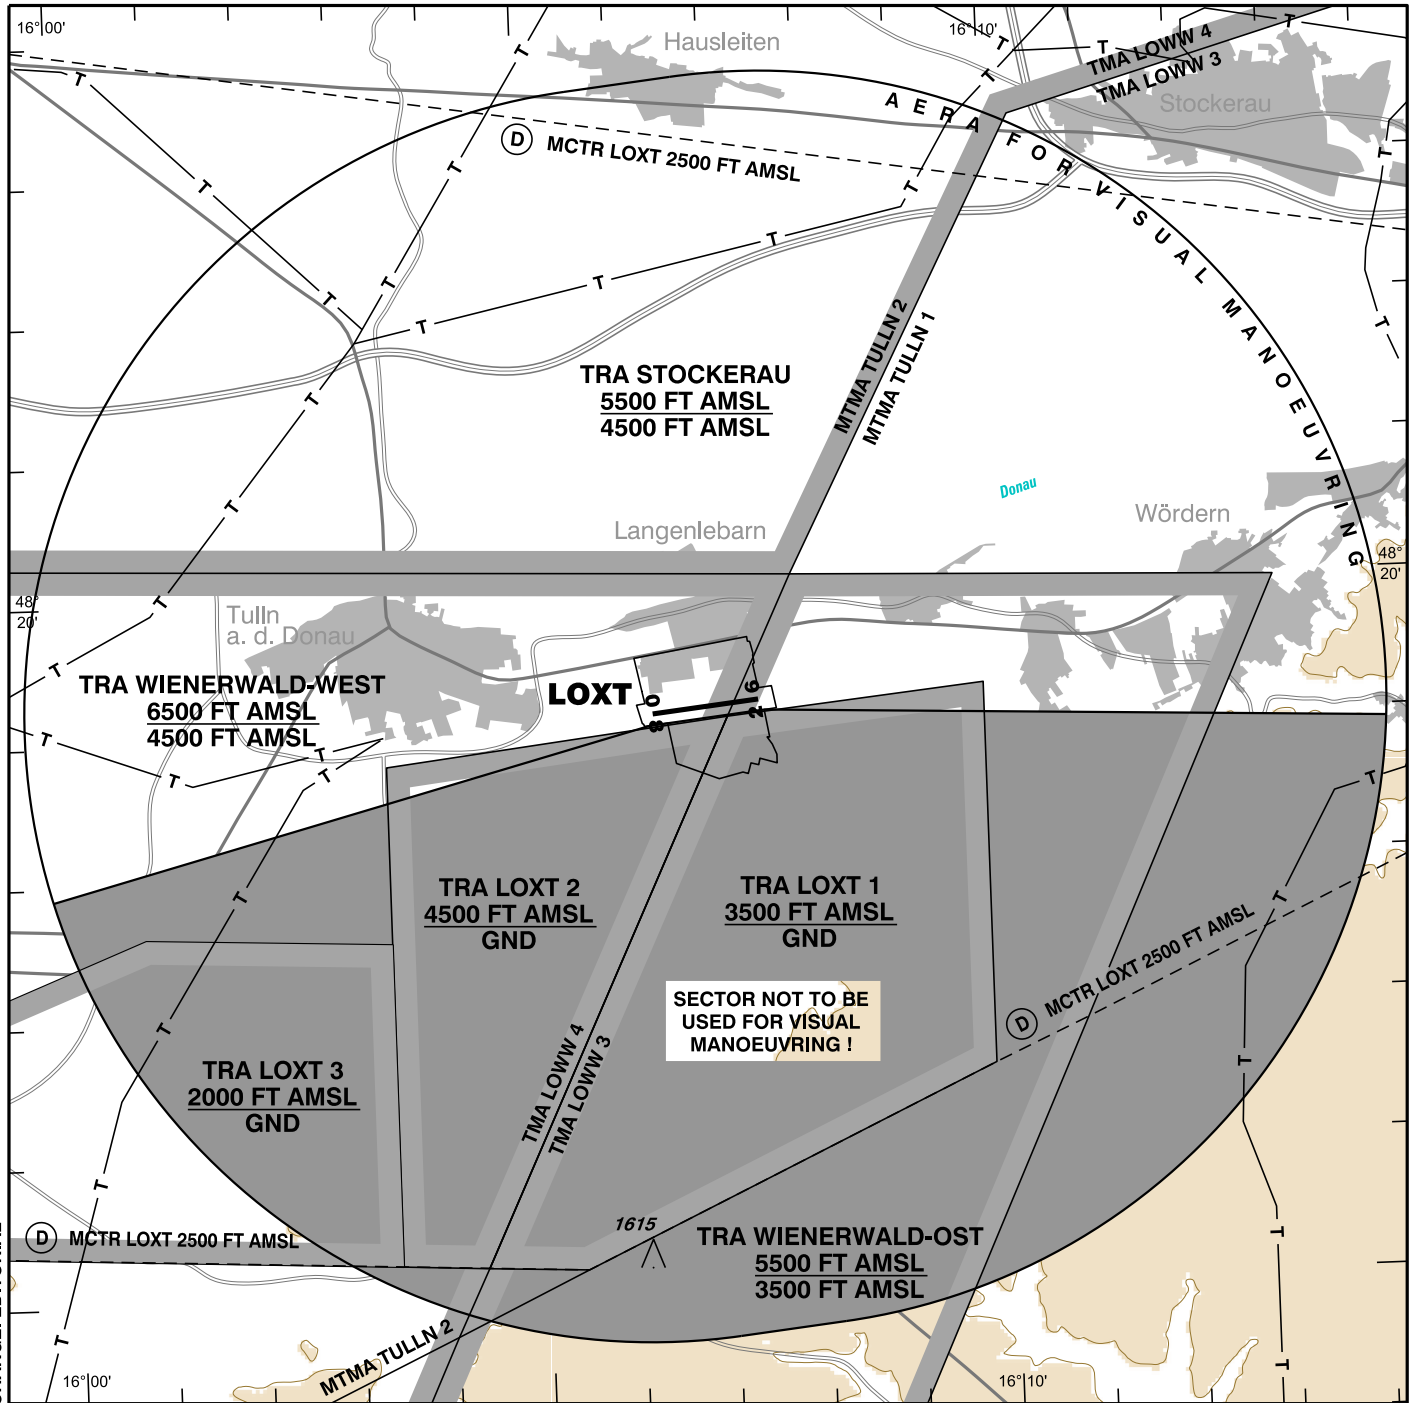 16° 00'
Hausleiten
16° 10'
TMA LOWW 4
TMA LOWW 3
Stockerau
AERA FOR VISUAL MANOEUVRING
D MCTR LOXT 2500 FT AMSL
MTMA TULLN 2
MTMA TULLN 1
TRA STOCKERAU
5500 FT AMSL
4500 FT AMSL
Donau
Wördern
Langenlebarn
48°
20'
48°
20'
Tulln
a. d. Donau
TRA WIENERWALD-WEST
6500 FT AMSL
4500 FT AMSL
LOXT
08
26
TRA LOXT 2
4500 FT AMSL
GND
TRA LOXT 1
3500 FT AMSL
GND
SECTOR NOT TO BE
USED FOR VISUAL
MANOEUVRING !
D MCTR LOXT 2500 FT AMSL
TMA LOWW 4
TMA LOWW 3
TRA LOXT 3
2000 FT AMSL
GND
1615
D MCTR LOXT 2500 FT AMSL
TRA WIENERWALD-OST
5500 FT AMSL
3500 FT AMSL
MTMA TULLN 2
16° 00'
16° 10'